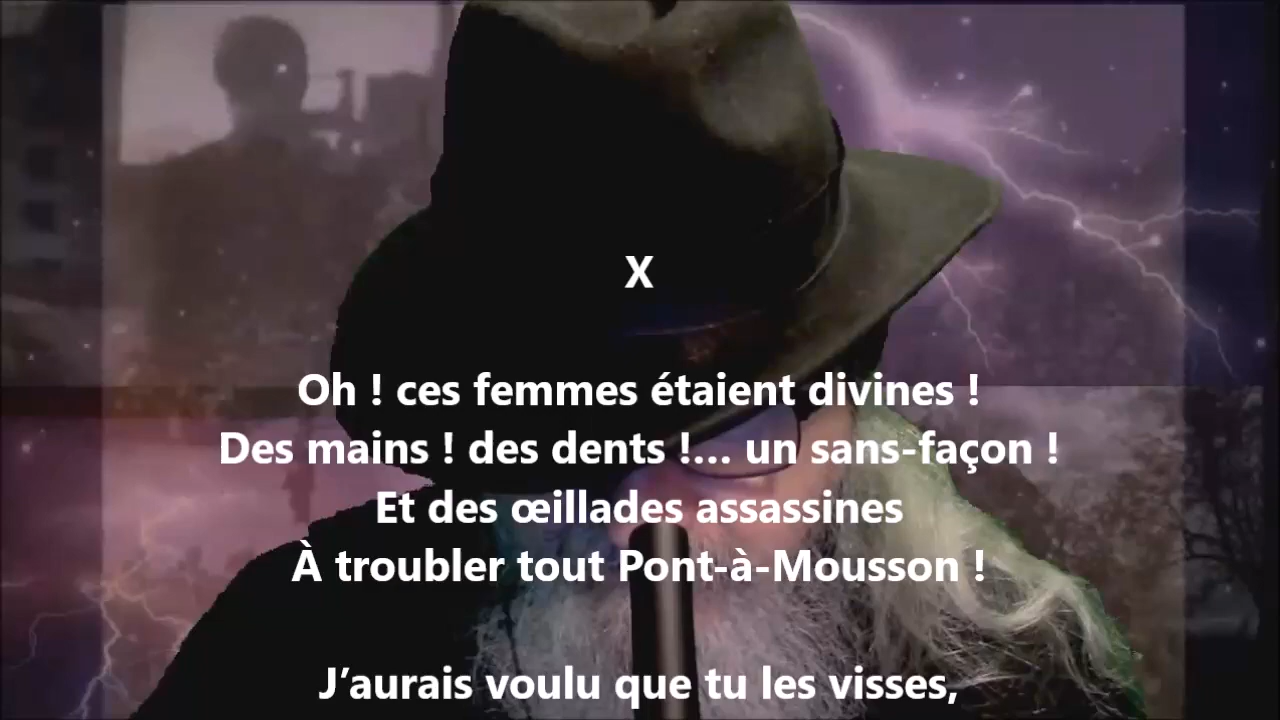 X
Oh ! ces femmes étaient divines !
Des mains ! des dents !… un sans-façon !
Et des œillades assassines
À troubler tout Pont-à-Mousson !
J’aurais voulu que tu les visses,